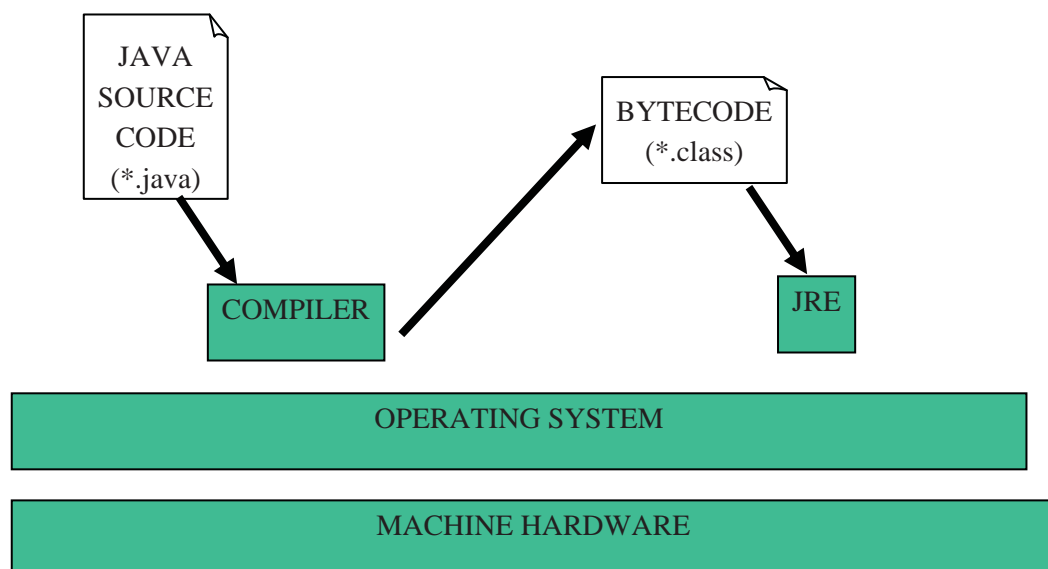 JAVA
SOURCE
CODE
(*.java)
BYTECODE
(*.class)
COMPILER
JRE
OPERATING SYSTEM
MACHINE HARDWARE